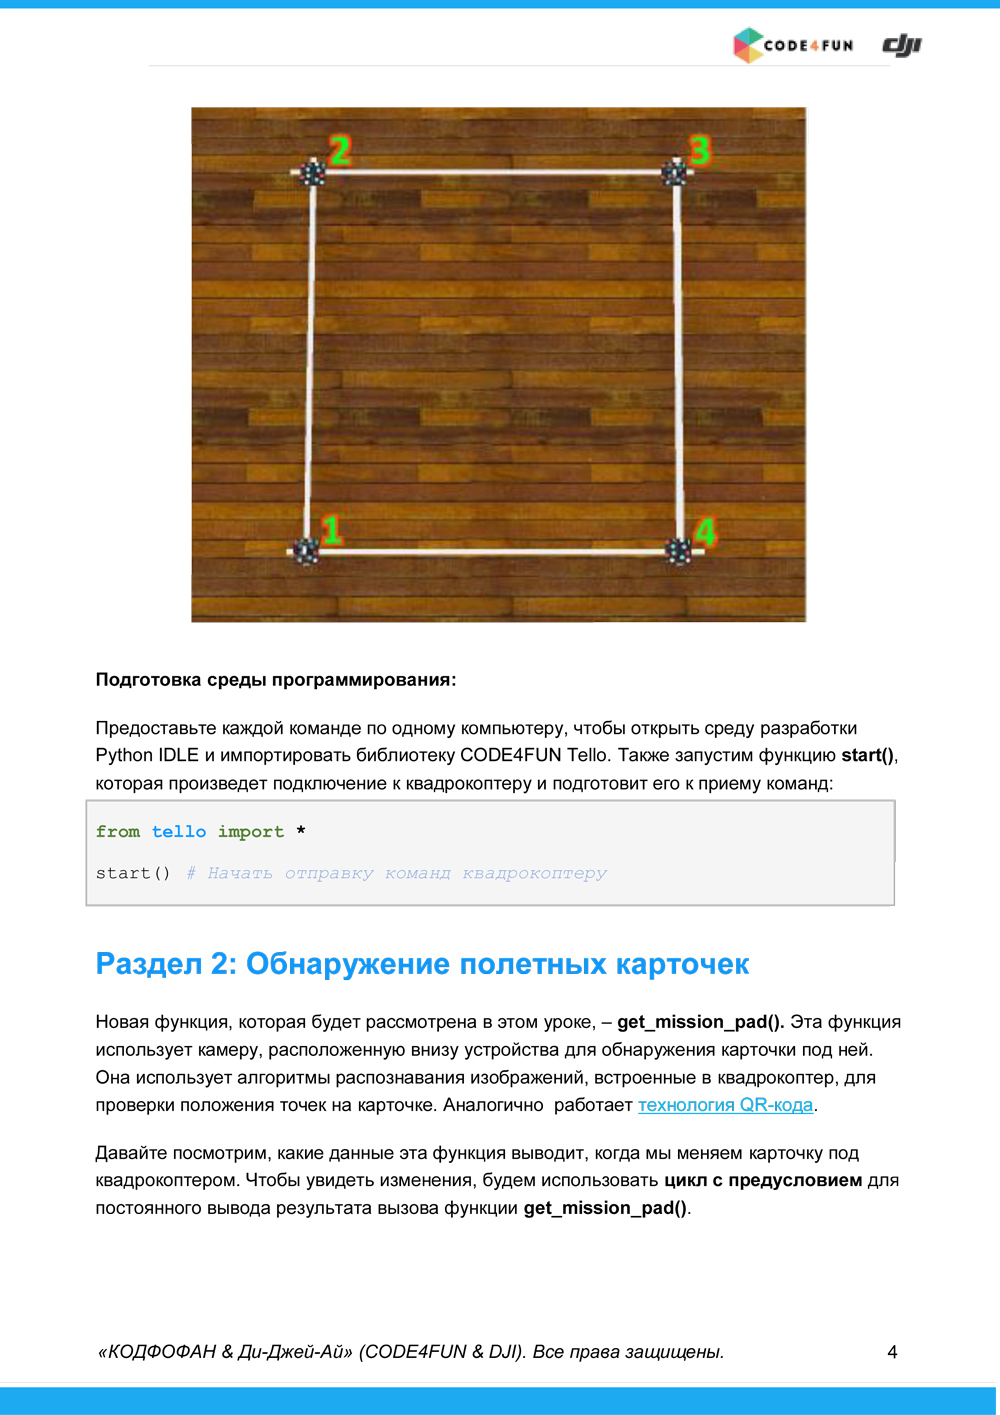 CODE4FUN dji
2
3
1
4
Подготовка среды программирования:
Предоставьте каждой команде по одному компьютеру, чтобы открыть среду разработки
Python IDLE и импортировать библиотеку CODE4FUN Tello. Также запустим функцию start(),
которая произведет подключение к квадрокоптеру и подготовит его к приему команд:
from tello import *
start() # Начать отправку команд квадрокоптеру
Раздел 2: Обнаружение полетных карточек
Новая функция, которая будет рассмотрена в этом уроке, – get_mission_pad(). Эта функция
использует камеру, расположенную внизу устройства для обнаружения карточки под ней.
Она использует алгоритмы распознавания изображений, встроенные в квадрокоптер, для
проверки положения точек на карточке. Аналогично  работает технология QR-кода.
Давайте посмотрим, какие данные эта функция выводит, когда мы меняем карточку под
квадрокоптером. Чтобы увидеть изменения, будем использовать цикл с предусловием для
постоянного вывода результата вызова функции get_mission_pad().
«КОДФОФАН & Ди-Джей-Ай» (CODE4FUN & DJI). Все права защищены. 4